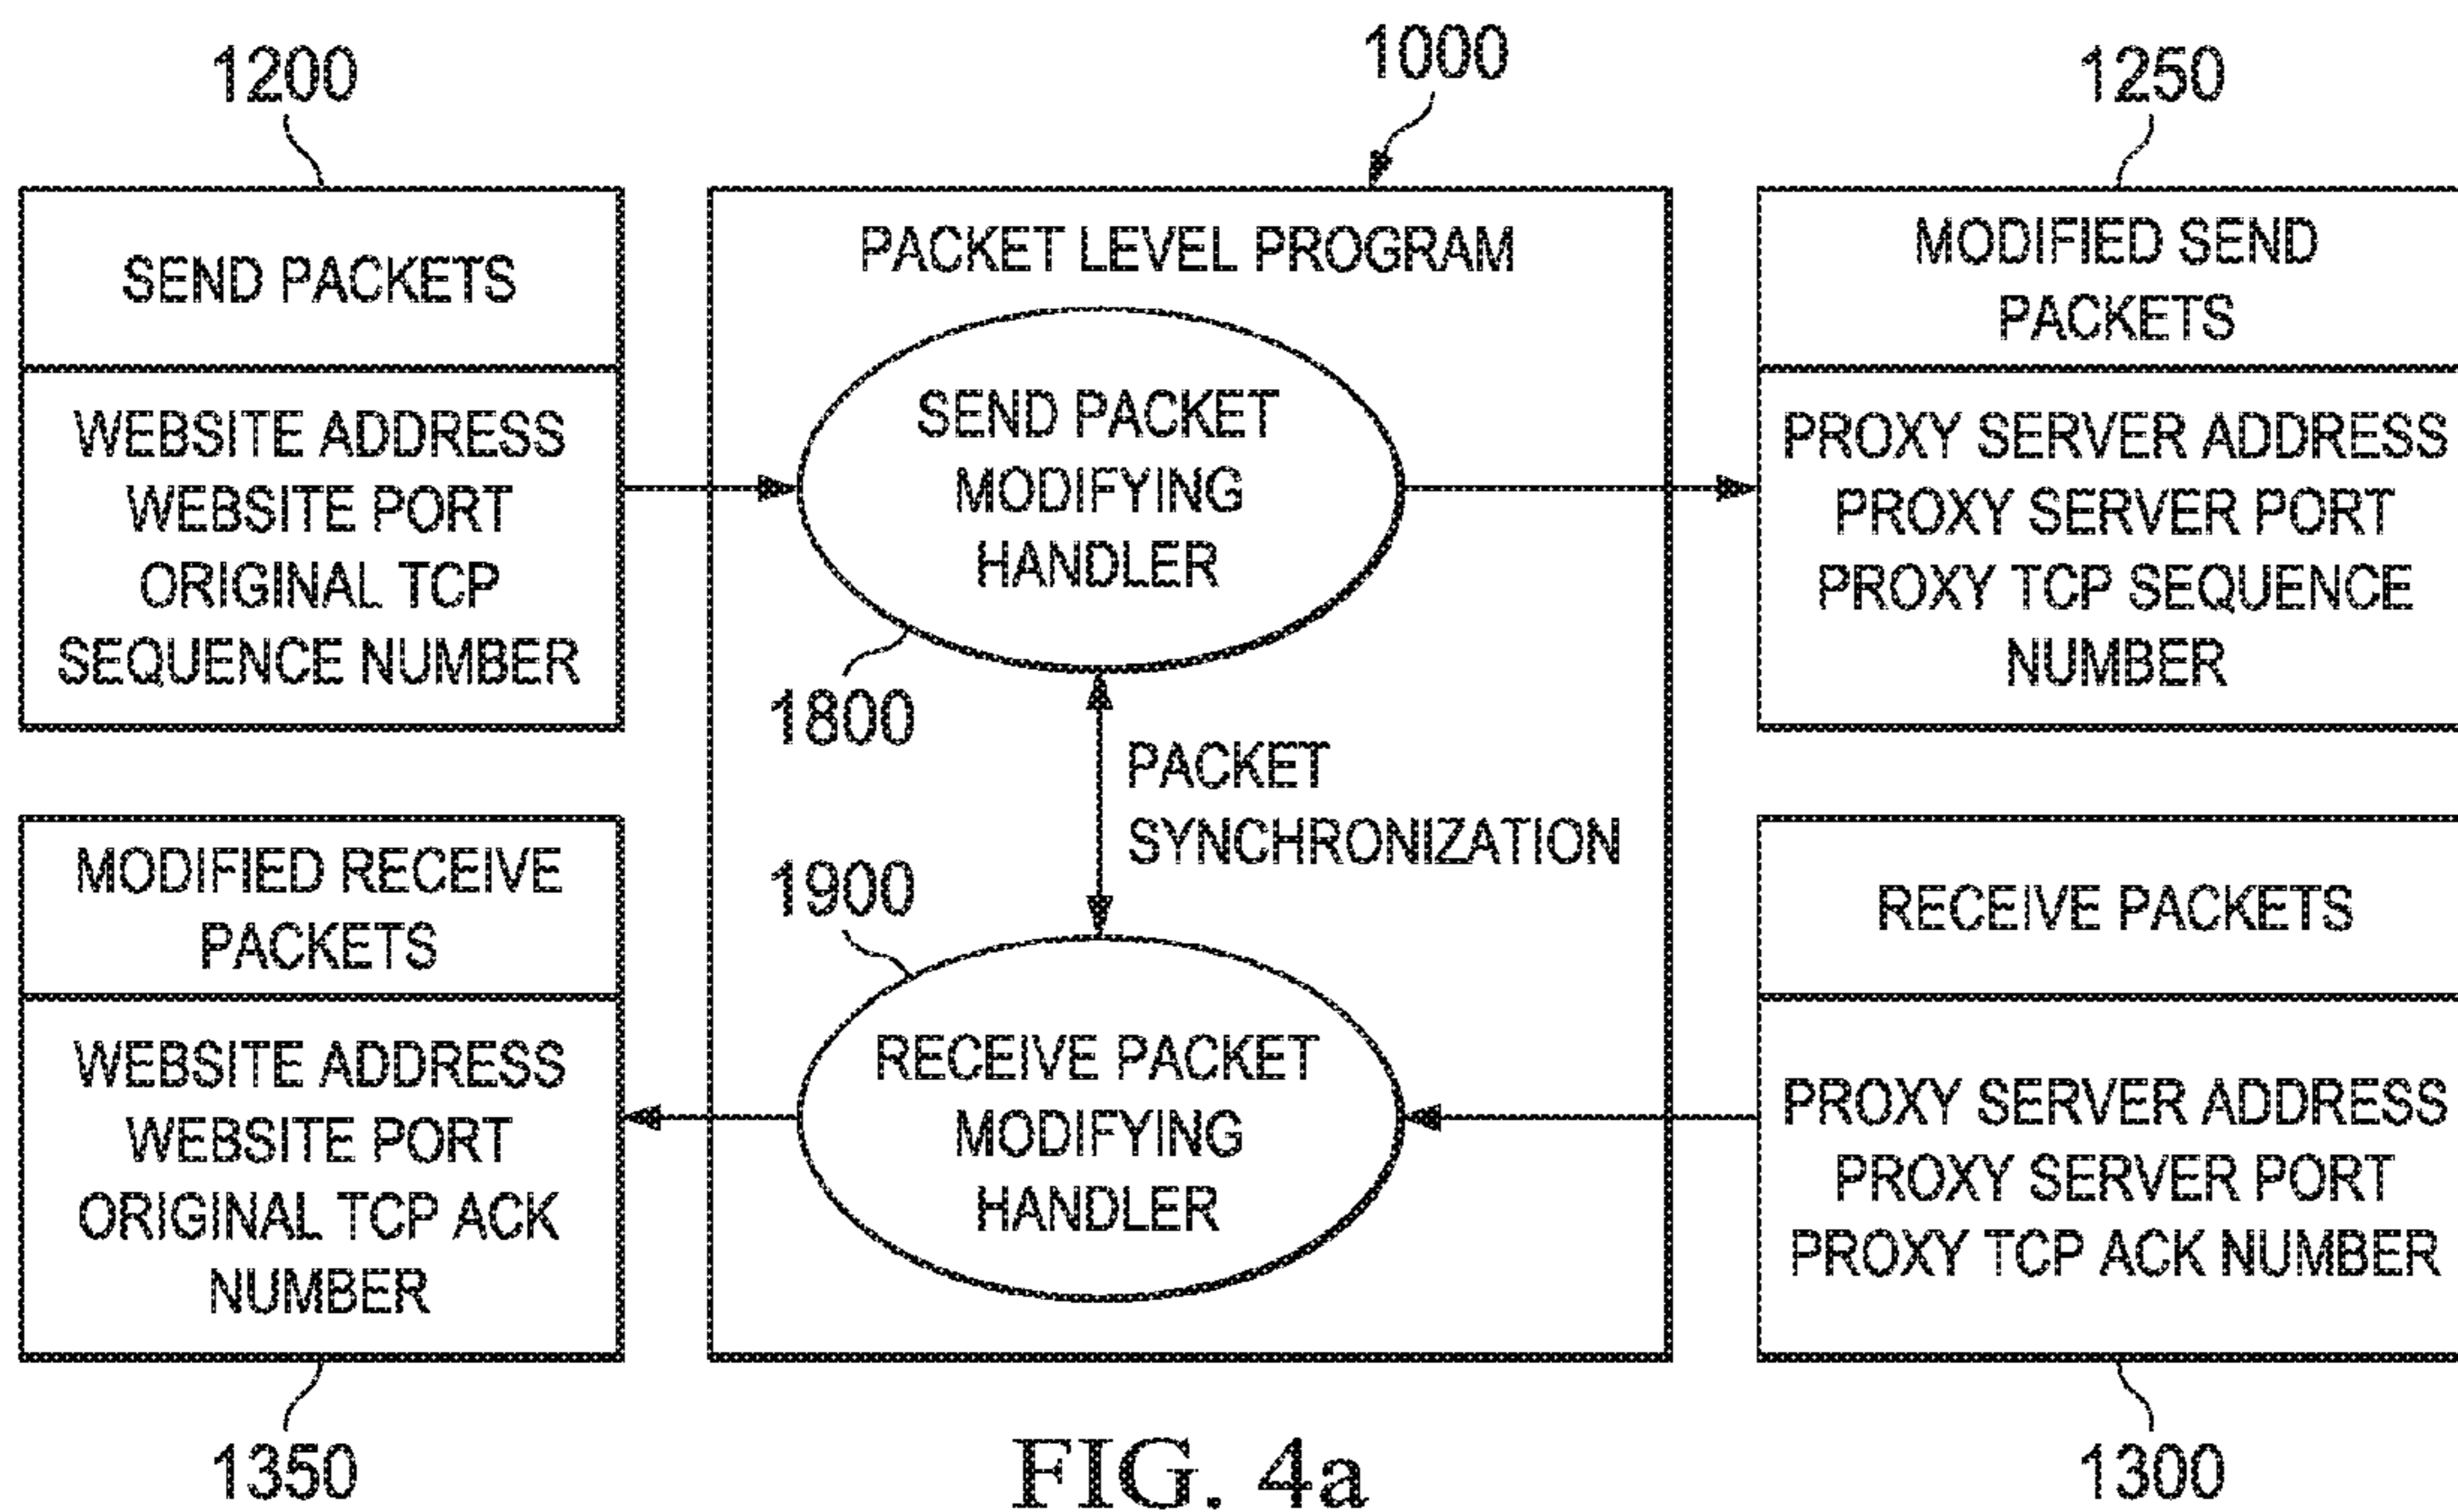 1200
1000
1250
SEND PACKETS
WEBSITE ADDRESS
WEBSITE PORT
ORIGINAL TCP
SEQUENCE NUMBER
PACKET LEVEL PROGRAM
SEND PACKET
MODIFYING
HANDLER
1800
MODIFIED SEND
PACKETS
PROXY SERVER ADDRESS
PROXY SERVER PORT
PROXY TCP SEQUENCE
NUMBER
PACKET
SYNCHRONIZATION
MODIFIED RECEIVE
PACKETS
WEBSITE ADDRESS
WEBSITE PORT
ORIGINAL TCP ACK
NUMBER
1900
RECEIVE PACKET
MODIFYING
HANDLER
RECEIVE PACKETS
PROXY SERVER ADDRESS
PROXY SERVER PORT
PROXY TCP ACK NUMBER
1350
1300
FIG. 4a